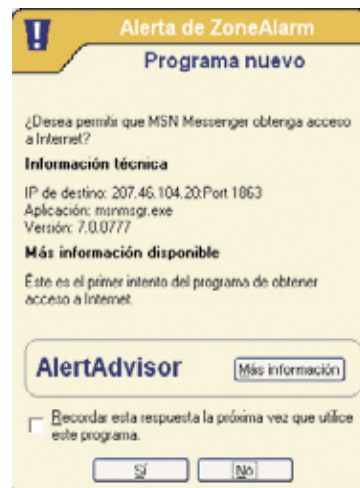 Alerta de ZoneAlarm
Programa nuevo
¿Desea permitir que MSN Messenger obtenga acceso
a Internet?
Información técnica
IP de destino: 207.46.104.20:Port 1863
Aplicación: msnmsgr.exe
Versión: 7.0.0777
Más información disponible
Éste es el primer intento del programa de obtener
acceso a Internet.
AlertAdvisor
Más información
Recordar esta respuesta la próxima vez que utilice
este programa.
Sí No